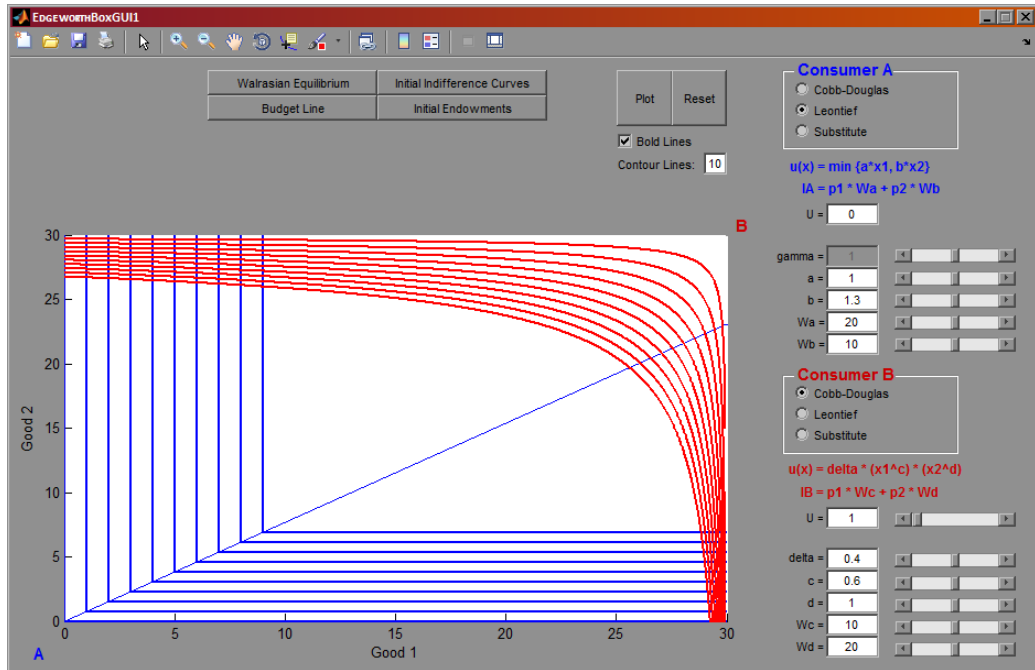 EDGEWORTHBOXGUI1
Walrasian Equilibrium
Initial Indifference Curves
Budget Line
Initial Endowments
Plot
Reset
Bold Lines
Contour Lines: 10
Consumer A
Cobb-Douglas
Leontief
Substitute
u(x) = min {a*x1, b*x2}
IA = p1 * Wa + p2 * Wb
U = 0
gamma = 1
a = 1
b = 1.3
Wa = 20
Wb = 10
Consumer B
Cobb-Douglas
Leontief
Substitute
u(x) = delta * (x1^c) * (x2^d)
IB = p1 * Wc + p2 * Wd
U = 1
delta = 0.4
c = 0.6
d = 1
Wc = 10
Wd = 20
B
30
25
20
15
10
5
0
Good 2
0 5 10 15 20 25 30
Good 1
A